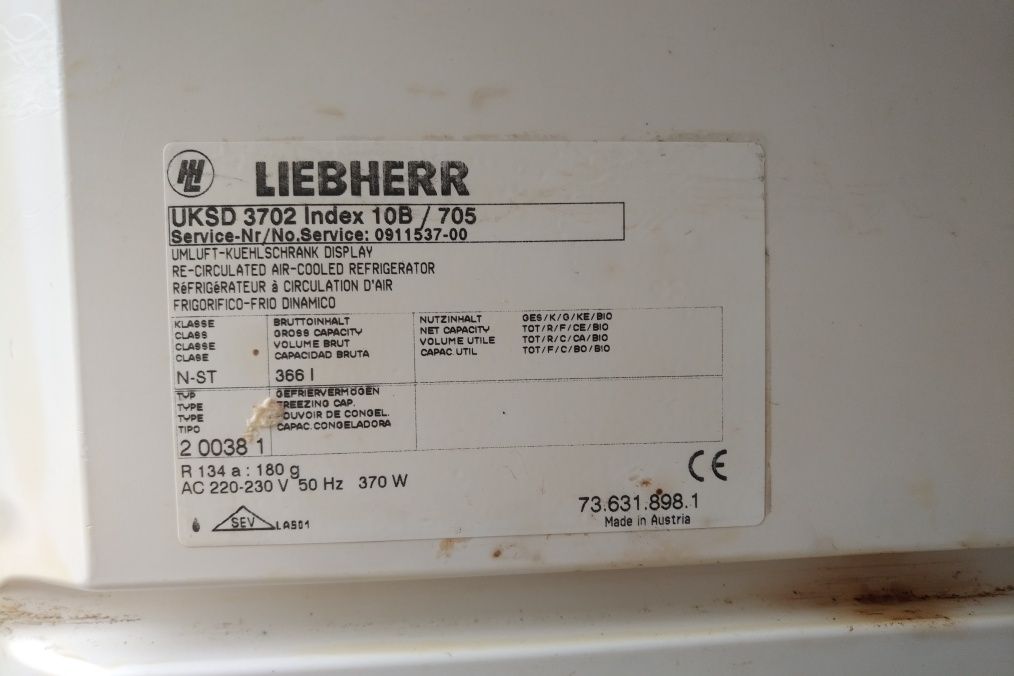 LIEBHERR
UKSD 3702 Index 10B / 705
Service-Nr/No.Service: 0911537-00
UMLUFT-KUEHLSCHRANK DISPLAY
RE-CIRCULATED AIR-COOLED REFRIGERATOR
RéFRIGéRATEUR à CIRCULATION D'AIR
FRIGORIFICO-FRIO DINAMICO
KLASSE BRUTTOINHALT NUTZINHALT GES/K/G/KE/BIO
CLASS GROSS CAPACITY NET CAPACITY TOT/R/F/CE/BIO
CLASSE VOLUME BRUT VOLUME UTILE TOT/R/C/CA/BIO
CLASE CAPACIDAD BRUTA CAPAC.UTIL TOT/F/C/BO/BIO
N-ST 366 l
TYP GEFRIERVERMÖGEN
TYPE FREEZING CAP.
TYPE POUVOIR DE CONGEL.
TIPO CAPAC.CONGELADORA
2 0038 1
R 134 a : 180 g
AC 220-230 V 50 Hz 370 W
CE
73.631.898.1
Made in Austria
SEV LAB01